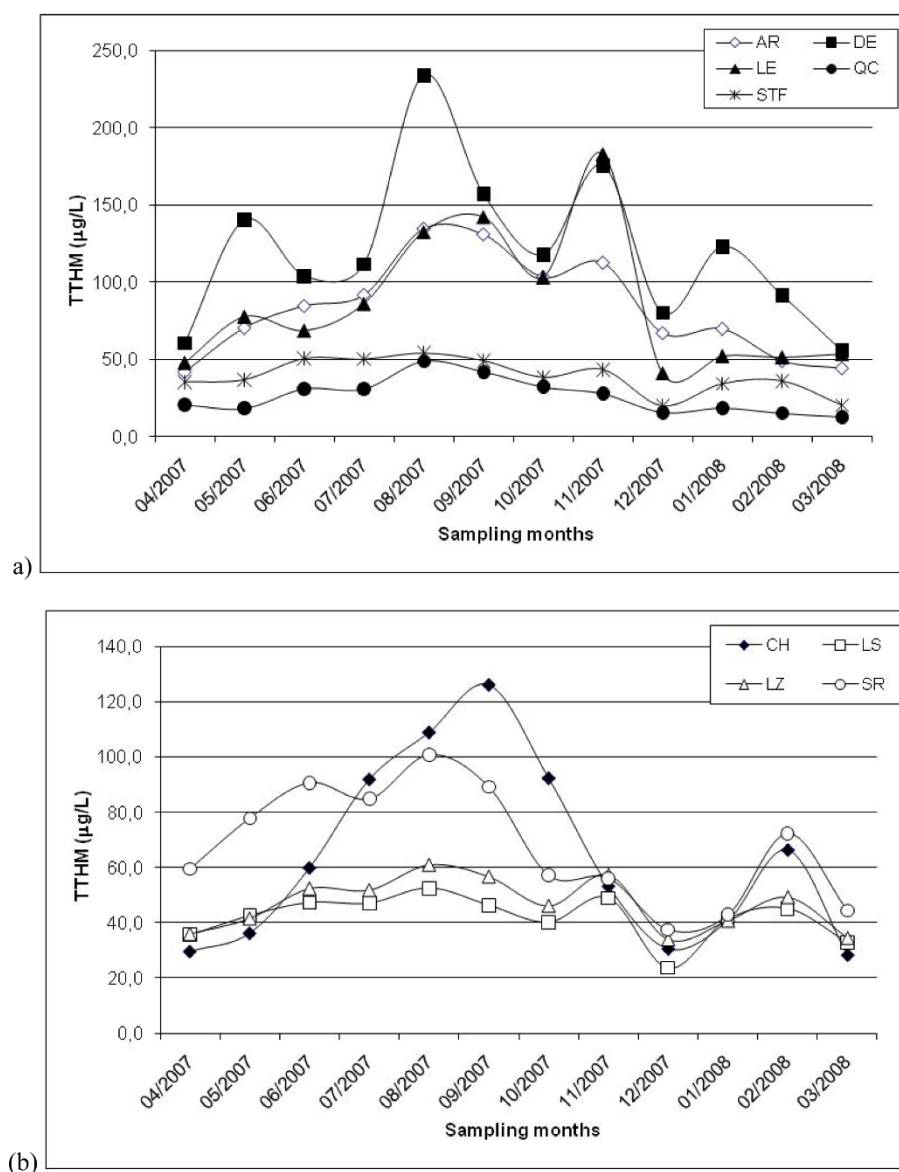 250,0
200,0
150,0
100,0
50,0
0,0
TTHM (µg/L)
AR DE
LE QC
STF
04/2007 05/2007 06/2007 07/2007 08/2007 09/2007 10/2007 11/2007 12/2007 01/2008 02/2008 03/2008
Sampling months
a)
140,0
120,0
100,0
80,0
60,0
40,0
20,0
0,0
TTHM (µg/L)
CH LS
LZ SR
04/2007 05/2007 06/2007 07/2007 08/2007 09/2007 10/2007 11/2007 12/2007 01/2008 02/2008 03/2008
Sampling months
(b)